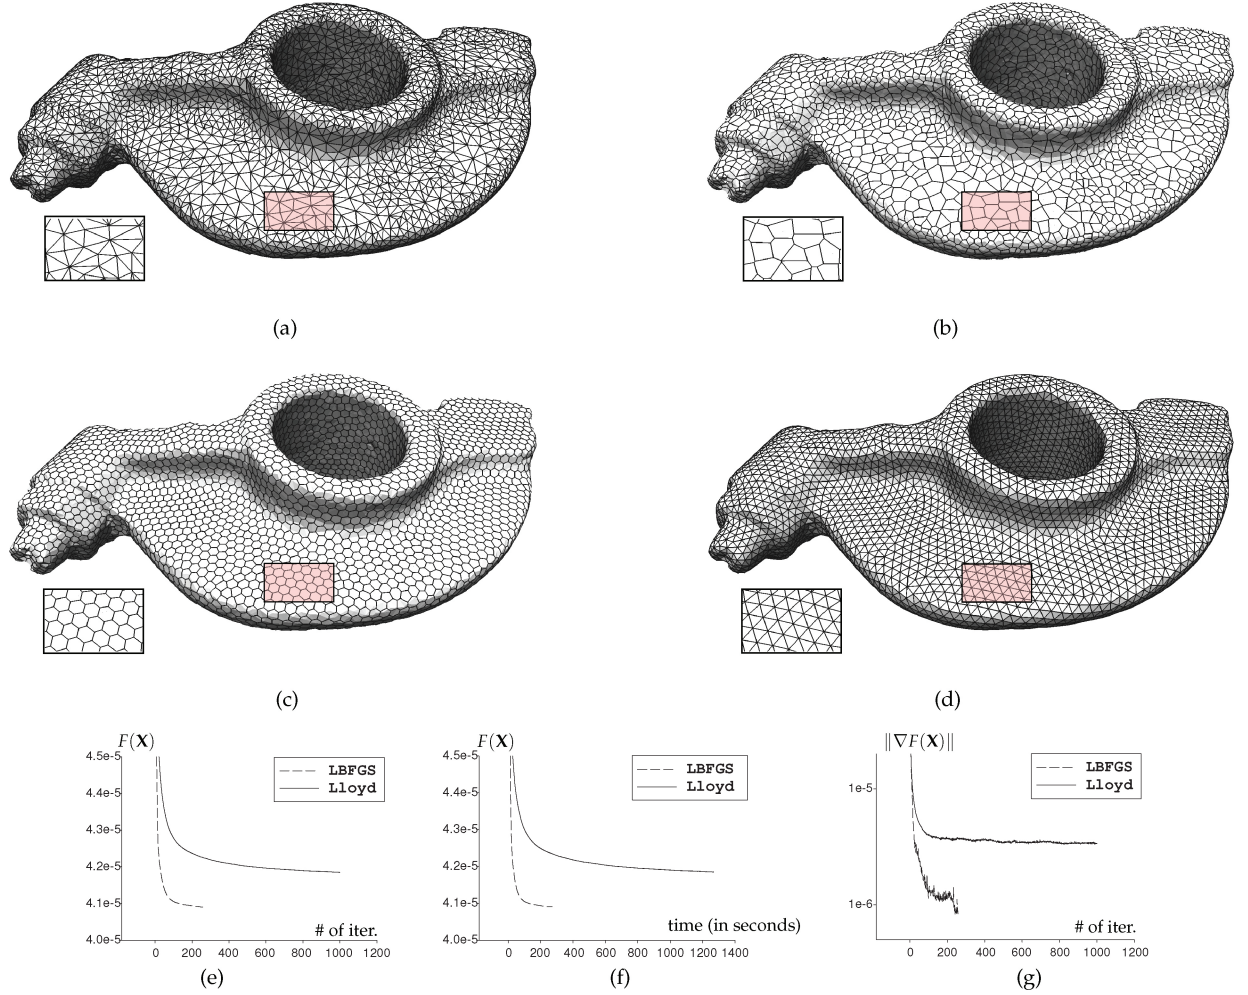 (a)
(b)
(c)
(d)
F(X)
4.5e-5
4.4e-5
4.3e-5
4.2e-5
4.1e-5
4.0e-5
LBFGS
Lloyd
# of iter.
0 200 400 600 800 1000 1200
(e)
F(X)
4.5e-5
4.4e-5
4.3e-5
4.2e-5
4.1e-5
4.0e-5
LBFGS
Lloyd
time (in seconds)
0 200 400 600 800 1000 1200 1400
(f)
||∇F(X)||
1e-5
1e-6
LBFGS
Lloyd
# of iter.
0 200 400 600 800 1000 1200
(g)